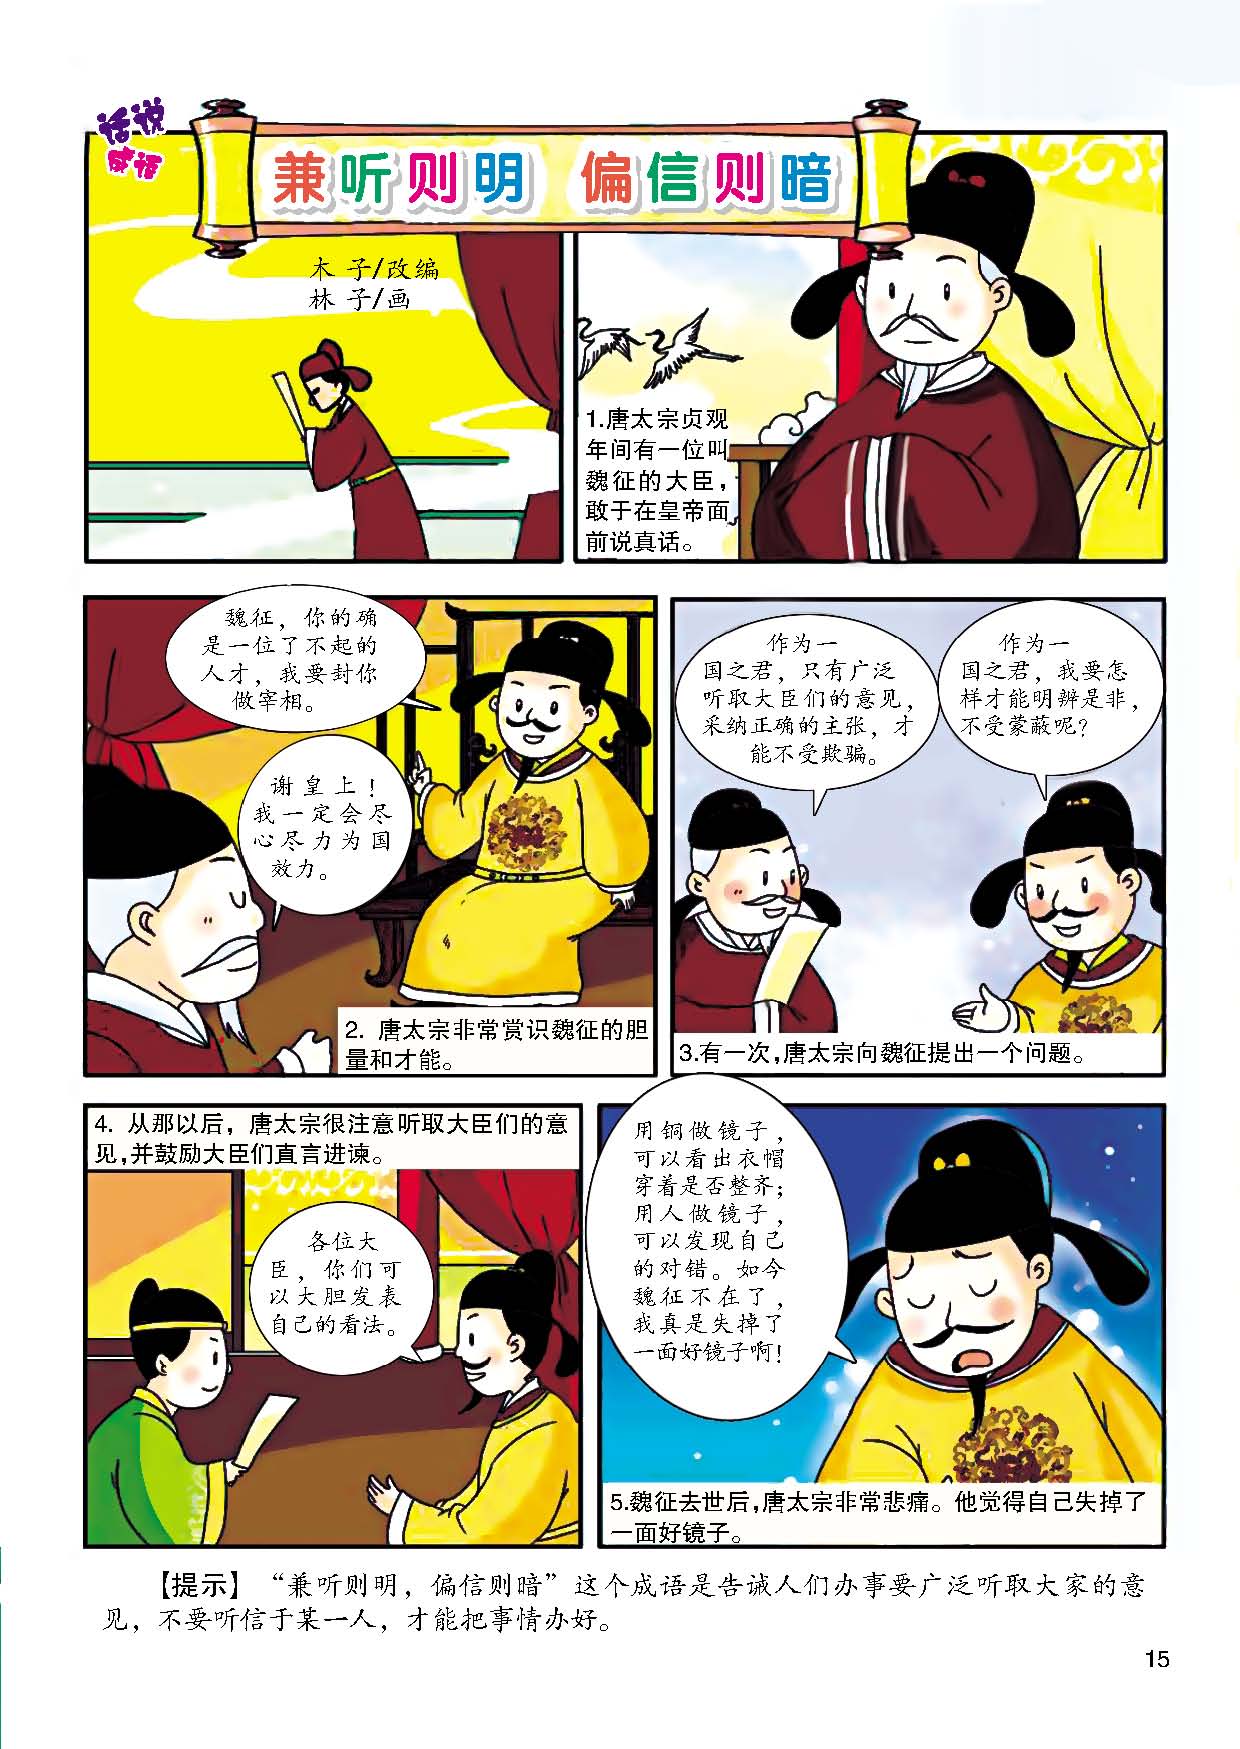 话说
成语
兼听则明 偏信则暗
木 子/改编
林 子/画
1.唐太宗贞观
年间有一位叫
魏征的大臣，
敢于在皇帝面
前说真话。
魏征，你的确
是一位了不起的
人才，我要封你
做宰相。
谢皇上！
我一定会尽
心尽力为国
效力。
2. 唐太宗非常赏识魏征的胆
量和才能。
作为一
国之君，我要怎
样才能明辨是非，
不受蒙蔽呢？
作为一
国之君，只有广泛
听取大臣们的意见，
采纳正确的主张，才
能不受欺骗。
3.有一次，唐太宗向魏征提出一个问题。
4. 从那以后，唐太宗很注意听取大臣们的意
见，并鼓励大臣们直言进谏。
各位大
臣，你们可
以大胆发表
自己的看法。
用铜做镜子，
可以看出衣帽
穿着是否整齐；
用人做镜子，
可以发现自己
的对错。如今
魏征不在了，
我真是失掉了
一面好镜子啊！
5.魏征去世后，唐太宗非常悲痛。他觉得自己失掉了
一面好镜子。
【提示】“兼听则明，偏信则暗”这个成语是告诫人们办事要广泛听取大家的意
见，不要听信于某一人，才能把事情办好。
15